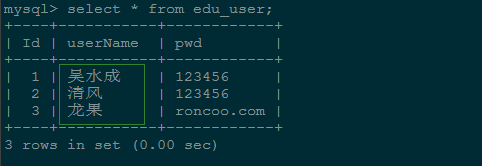 mysql> select * from edu_user;
+----+----------+------------+
| Id | userName | pwd        |
+----+----------+------------+
|  1 | 吴水成   | 123456     |
|  2 | 清风     | 123456     |
|  3 | 龙果     | roncoo.com |
+----+----------+------------+
3 rows in set (0.00 sec)